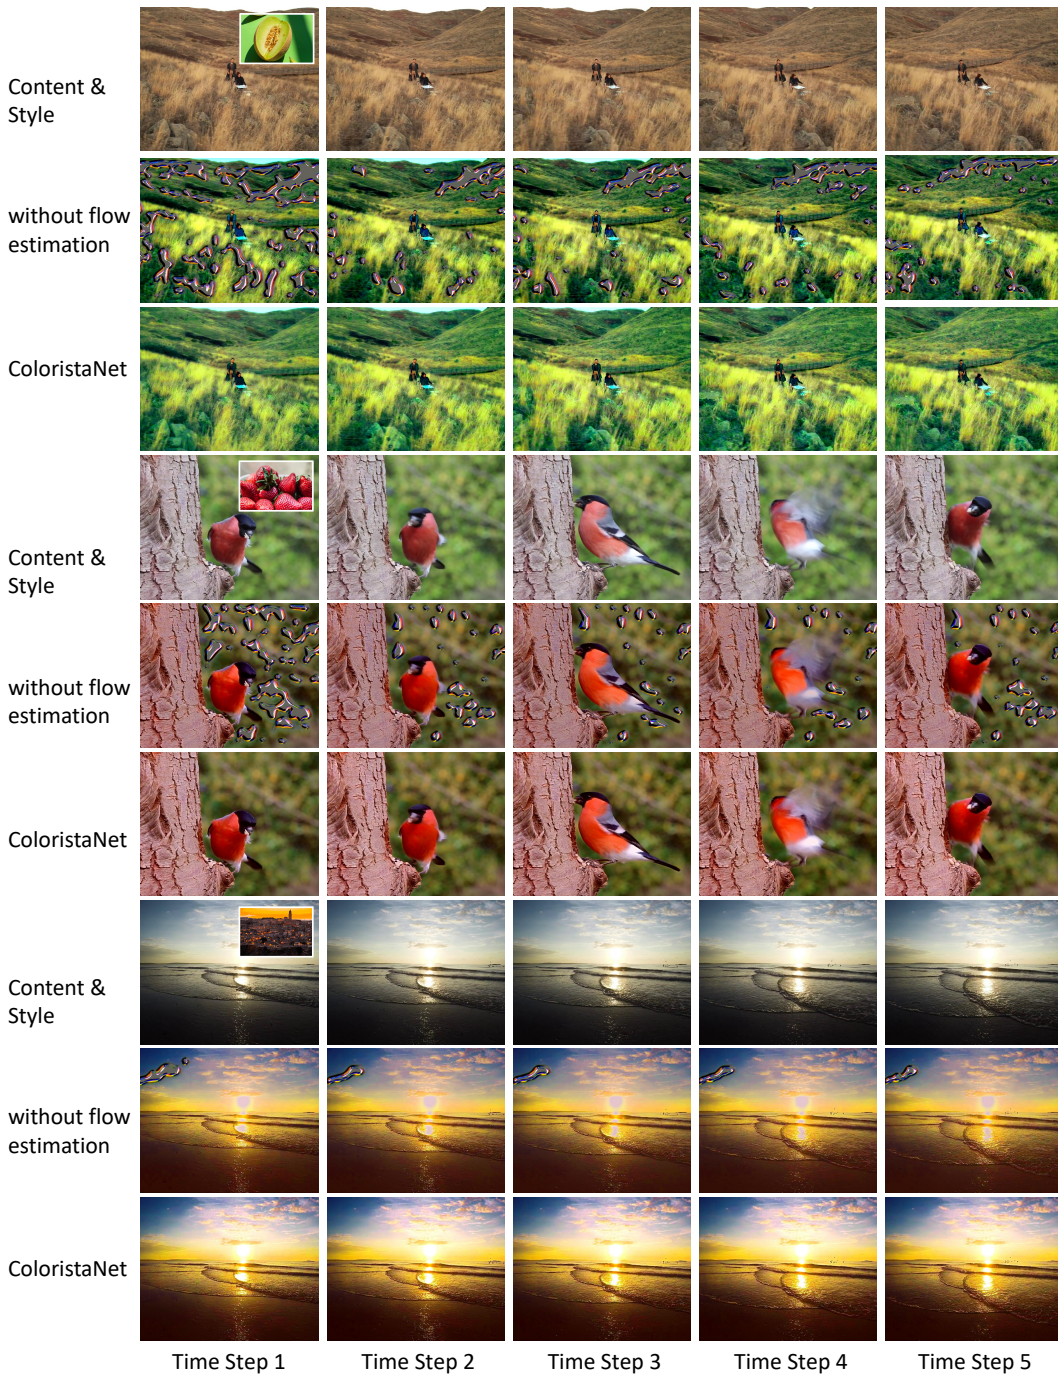 Content &
Style
without flow
estimation
ColoristaNet
Content &
Style
without flow
estimation
ColoristaNet
Content &
Style
without flow
estimation
ColoristaNet
Time Step 1
Time Step 2
Time Step 3
Time Step 4
Time Step 5